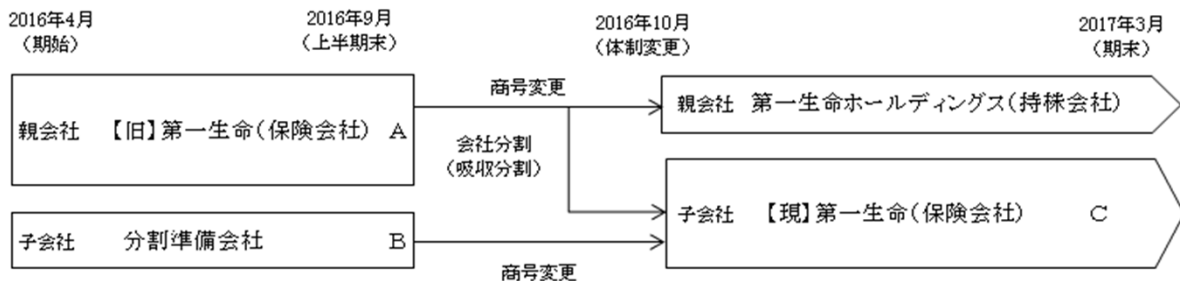 2016年4月
(期始)
2016年9月
(上半期末)
2016年10月
(体制変更)
2017年3月
(期末)
親会社 【旧】第一生命(保険会社) A
商号変更
親会社 第一生命ホールディングス(持株会社)
会社分割
(吸収分割)
子会社 分割準備会社 B
子会社 【現】第一生命(保険会社) C
商号変更